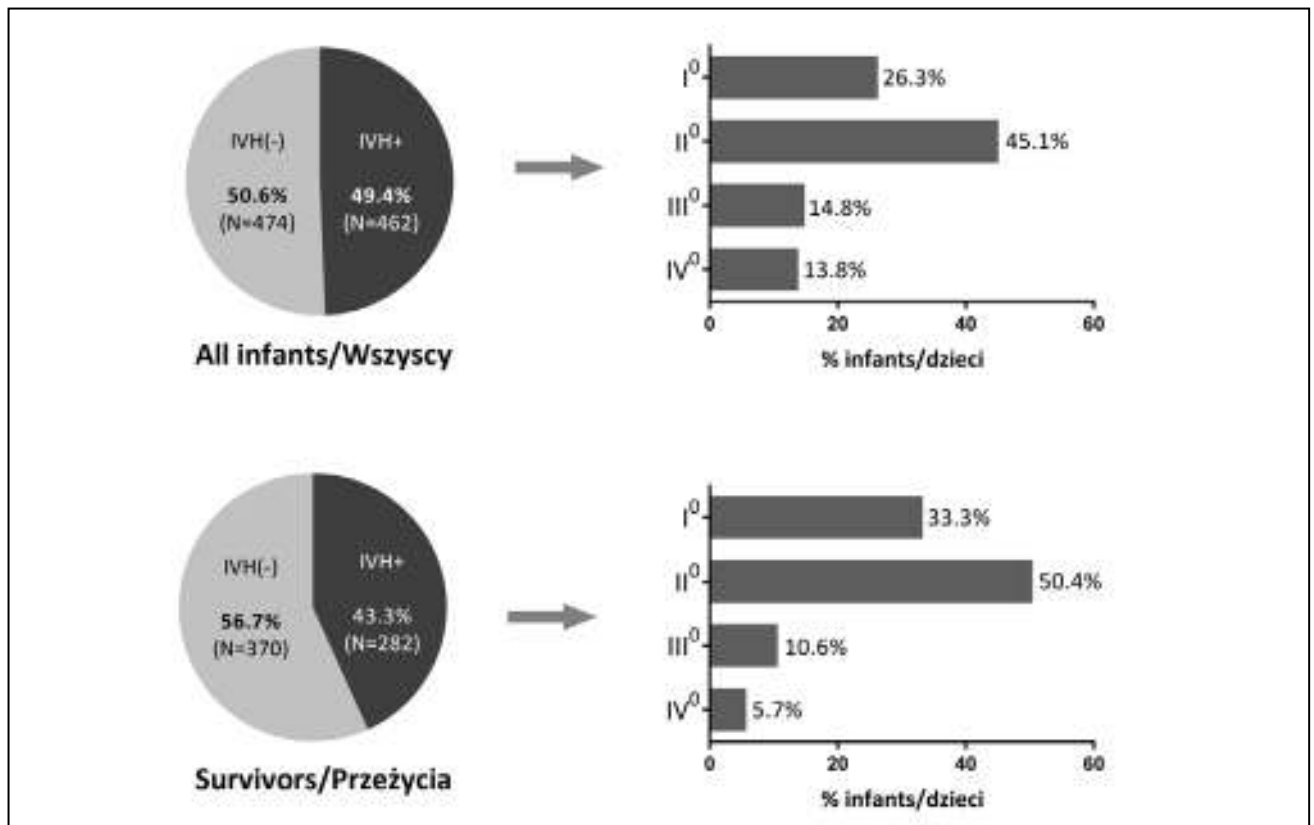 IVH(-)
50.6%
(N=474)
IVH+
49.4%
(N=462)
All infants/Wszyscy
I⁰
26.3%
II⁰
45.1%
III⁰
14.8%
IV⁰
13.8%
0 20 40 60
% infants/dzieci
IVH(-)
56.7%
(N=370)
IVH+
43.3%
(N=282)
Survivors/Przeżycia
I⁰
33.3%
II⁰
50.4%
III⁰
10.6%
IV⁰
5.7%
0 20 40 60
% infants/dzieci